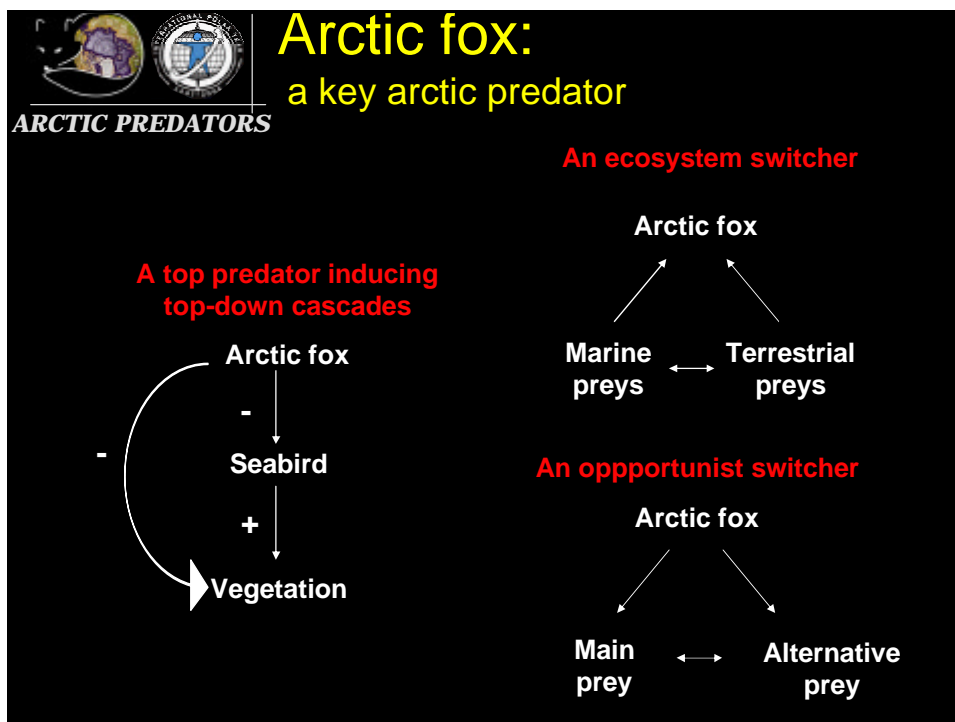 Arctic fox:
a key arctic predator
ARCTIC PREDATORS
An ecosystem switcher
Arctic fox
Marine
preys
Terrestrial
preys
A top predator inducing
top-down cascades
Arctic fox
-
-
Seabird
+
Vegetation
An oppportunist switcher
Arctic fox
Main
prey
Alternative
prey